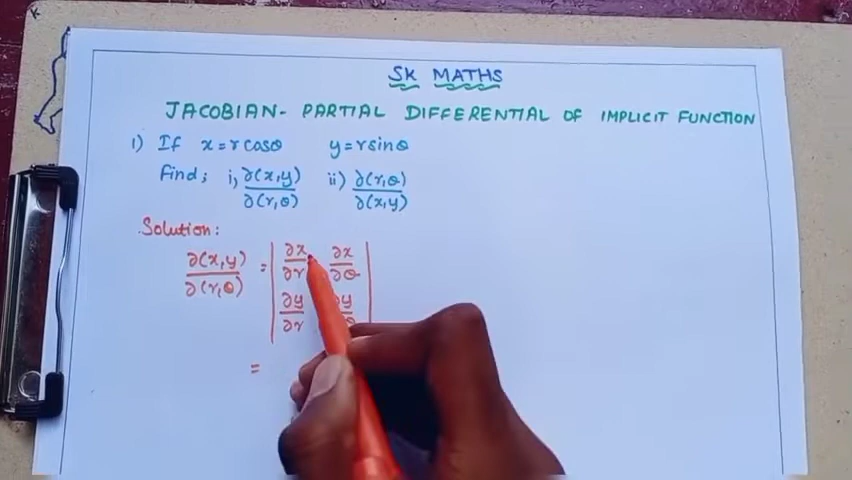 SK MATHS
JACOBIAN- PARTIAL DIFFERENTIAL OF IMPLICIT FUNCTION
1) If x = r cosθ y = r sinθ
Find; i, ∂(x,y)/∂(r,θ) ii) ∂(r,θ)/∂(x,y)
Solution:
∂(x,y)/∂(r,θ) = | ∂x/∂r ∂x/∂θ |
| ∂y/∂r ∂y/ |
=